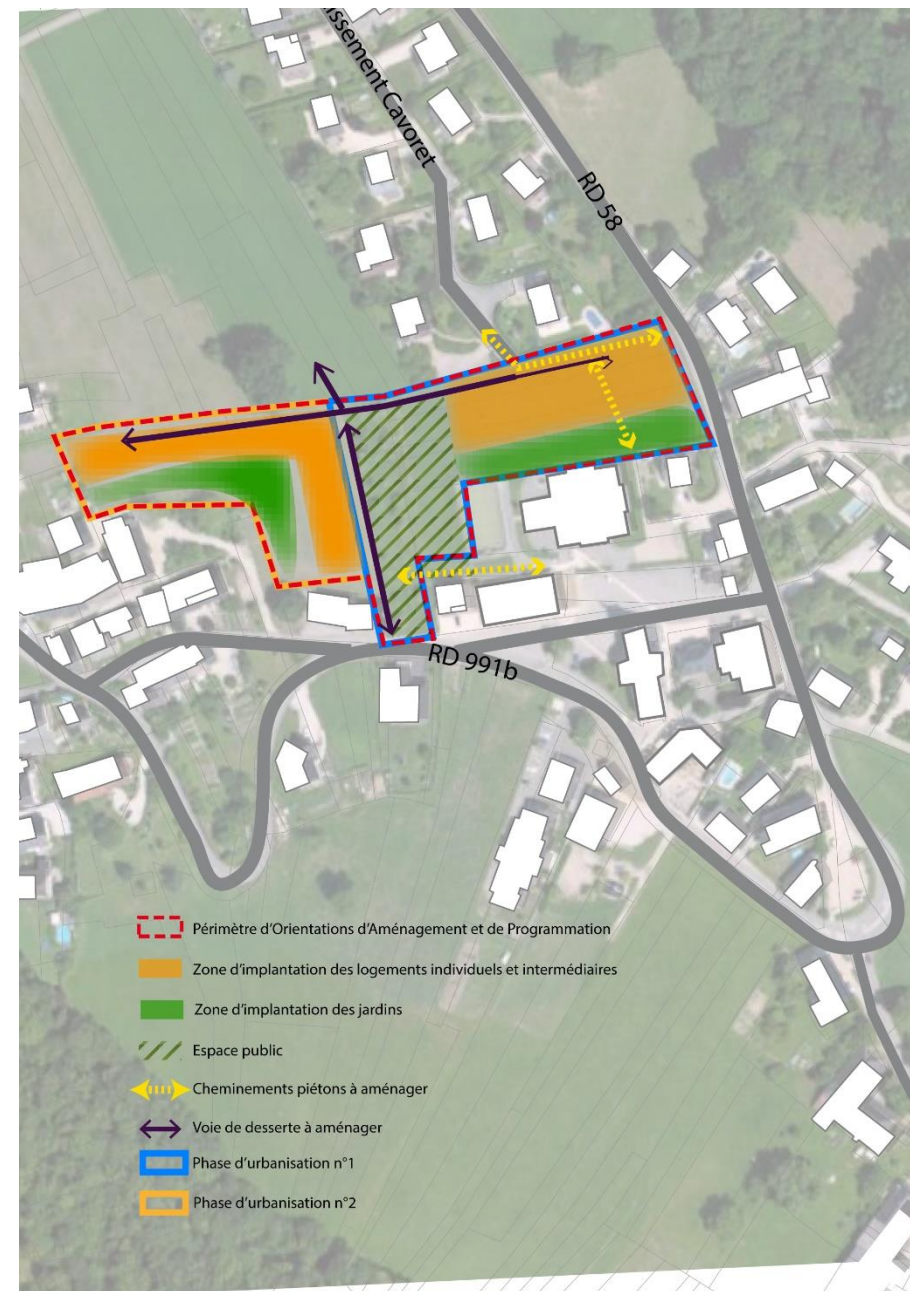 issement Cavoret
RD 58
RD 991b
Périmètre d'Orientations d'Aménagement et de Programmation
Zone d'implantation des logements individuels et intermédiaires
Zone d'implantation des jardins
Espace public
Cheminements piétons à aménager
Voie de desserte à aménager
Phase d'urbanisation n°1
Phase d'urbanisation n°2